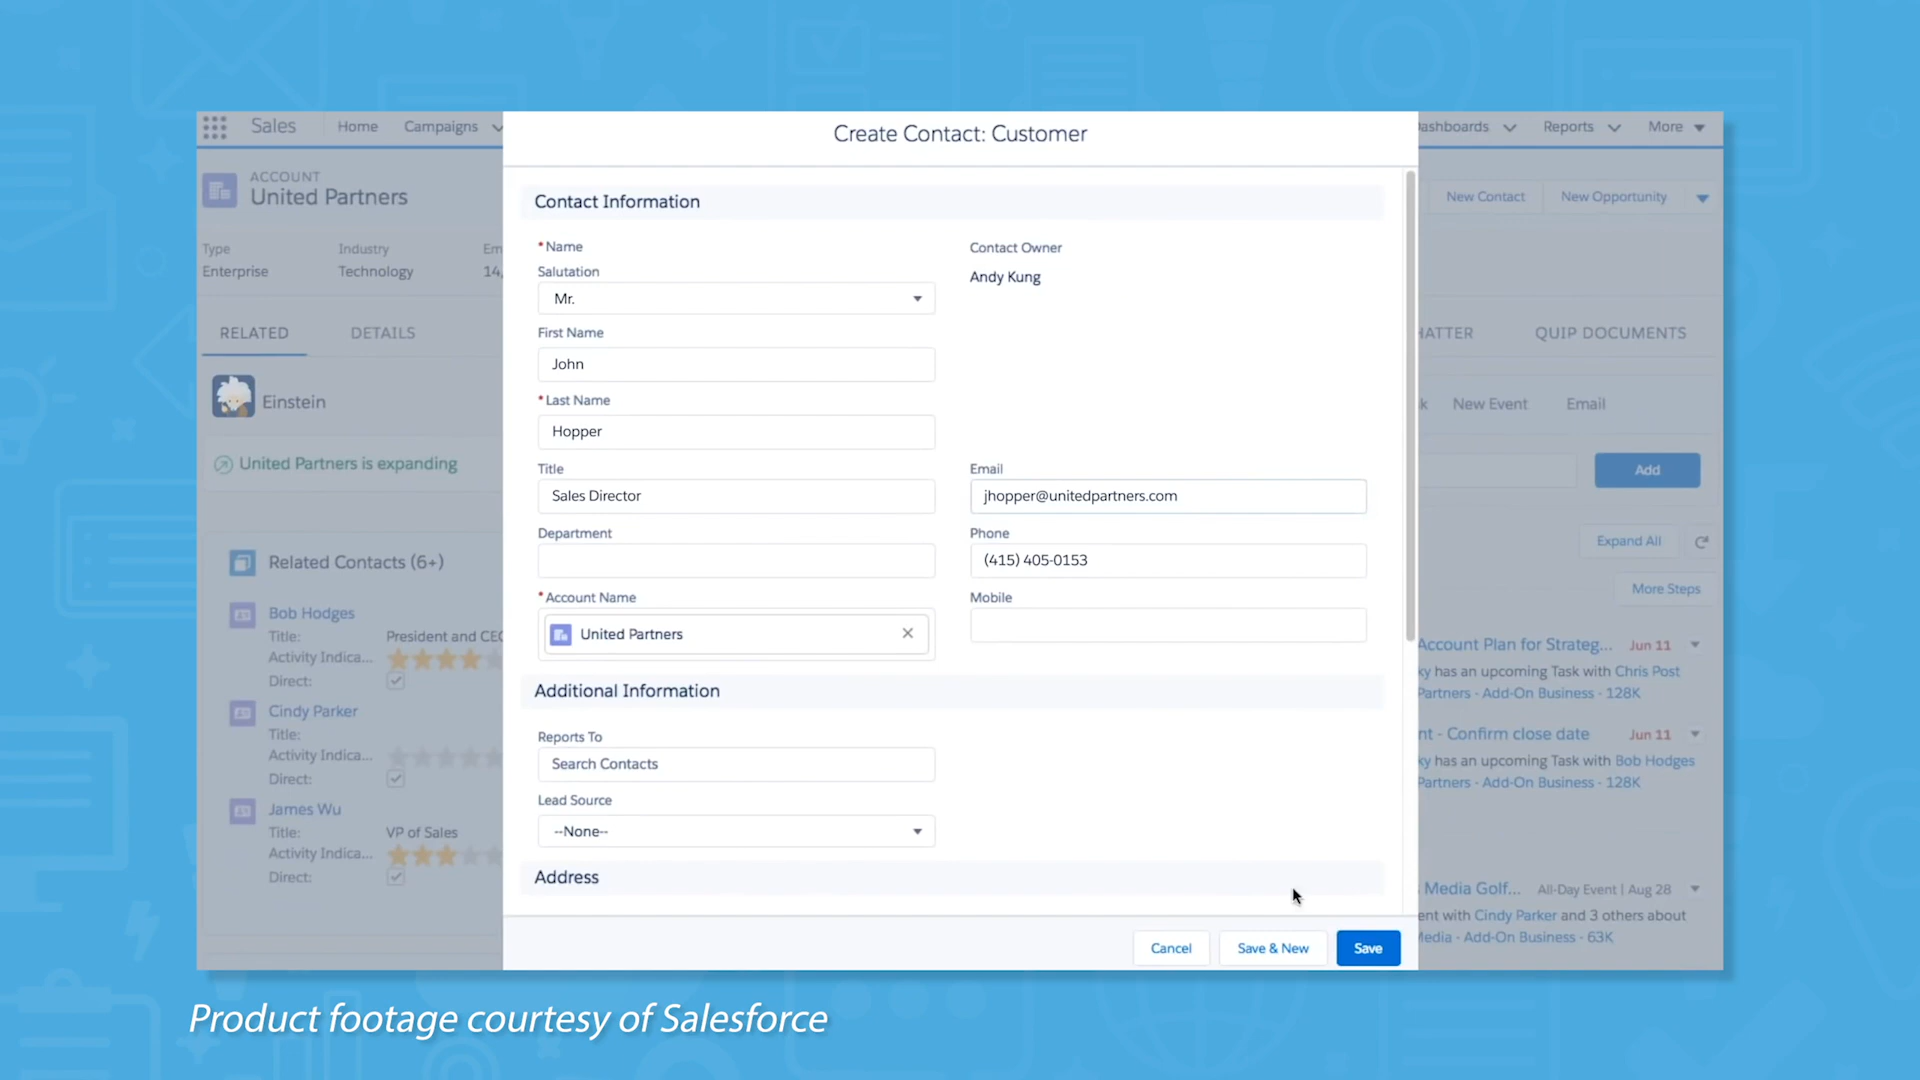 Sales
Home
Campaigns
Create Contact: Customer
Dashboards
Reports
More
ACCOUNT
United Partners
New Contact
New Opportunity
Type
Industry
Enterprise
Technology
14,
RELATED
DETAILS
QUIP DOCUMENTS
Einstein
New Event
Email
United Partners is expanding
Add
Related Contacts (6+)
Expand All
More Steps
Bob Hodges
Title:
President and CEO
Activity Indica...
Direct:
Cindy Parker
Title:
Activity Indica...
Direct:
James Wu
Title:
VP of Sales
Activity Indica...
Direct:
Contact Information
*Name
Salutation
Mr.
First Name
John
*Last Name
Hopper
Title
Sales Director
Department
*Account Name
United Partners
Contact Owner
Andy Kung
Email
jhopper@unitedpartners.com
Phone
(415) 405-0153
Mobile
Additional Information
Reports To
Search Contacts
Lead Source
--None--
Address
Cancel
Save & New
Save
Account Plan for Strateg...
Jun 11
has an upcoming Task with Chris Post
Partners - Add-On Business - 128K
- Confirm close date
Jun 11
has an upcoming Task with Bob Hodges
Partners - Add-On Business - 128K
Media Golf...
All-Day Event | Aug 28
with Cindy Parker and 3 others about
Media - Add-On Business - 63K
Product footage courtesy of Salesforce